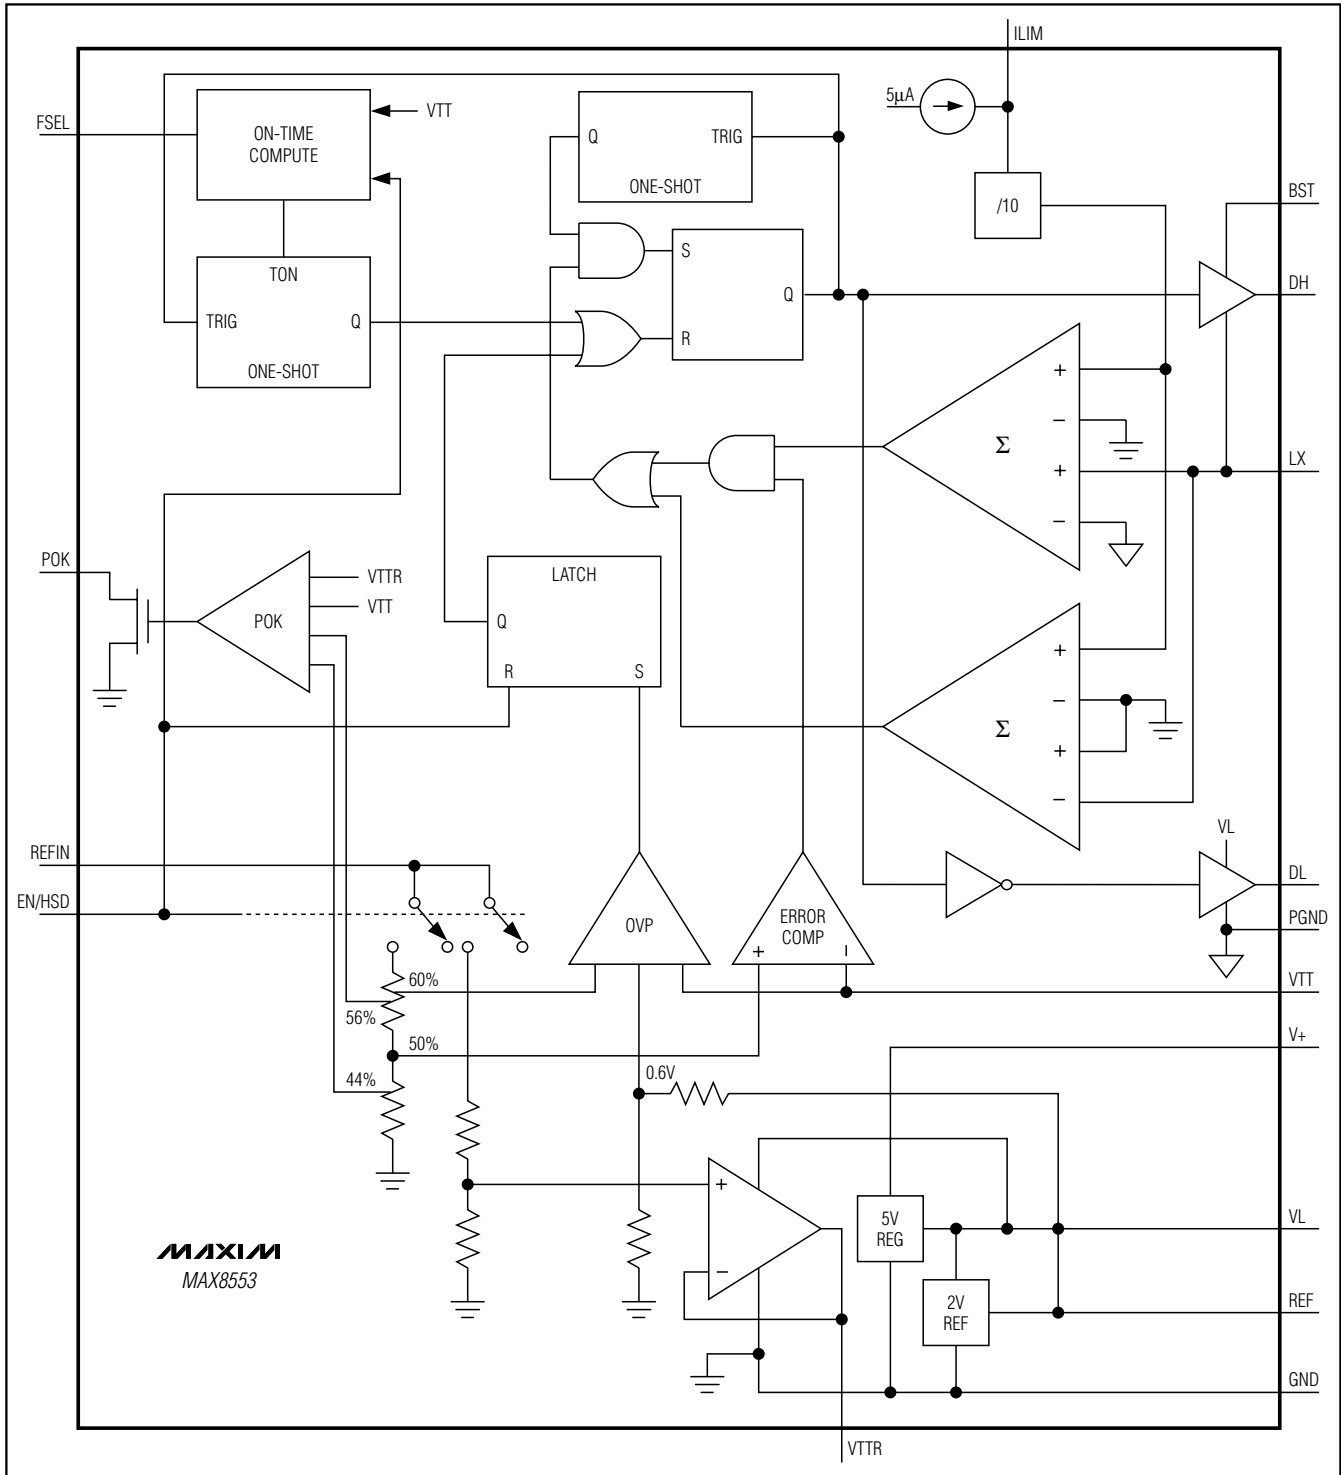 ILIM
5µA
FSEL
ON-TIME
COMPUTE
VTT
Q
TRIG
ONE-SHOT
/10
BST
S
Q
R
DH
TON
TRIG
Q
ONE-SHOT
+
−
Σ
+
−
LX
POK
VTTR
VTT
POK
LATCH
Q
R
S
+
−
Σ
+
−
REFIN
EN/HSD
OVP
ERROR
COMP
+
−
VL
DL
PGND
60%
56%
50%
44%
VTT
V+
0.6V
+
−
5V
REG
VL
2V
REF
REF
GND
MAXIM
MAX8553
VTTR